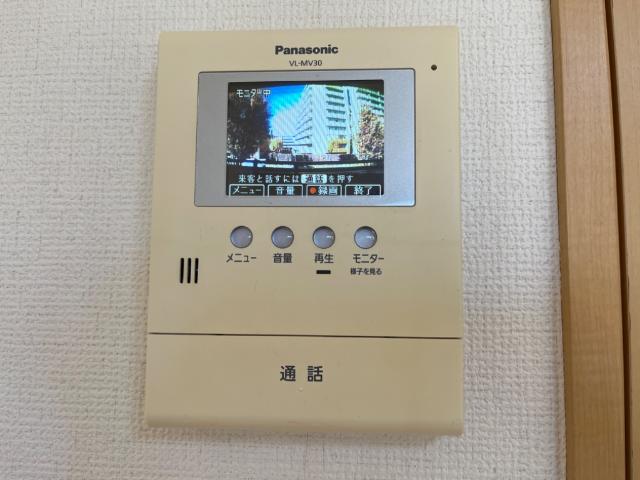 Panasonic
VL-MV30
モニター中
来客と話すには 通話 を押す
メニュー 音量 ●録画 終了
メニュー 音量 再生 モニター
様子を見る
通話